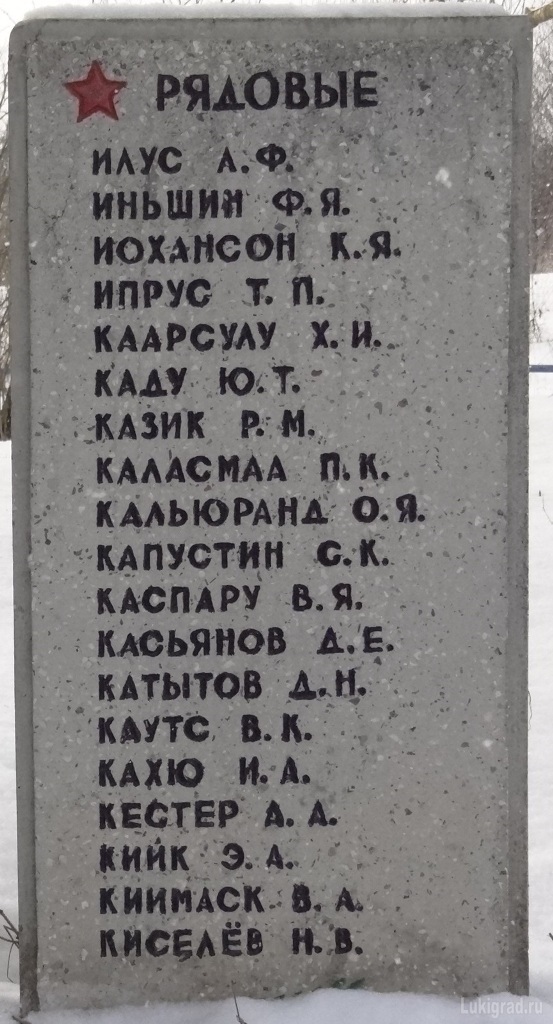 РЯДОВЫЕ
ИЛУС А.Ф.
ИНЬШИН Ф.Я.
ИОХАНСОН К.Я.
ИПРУС Т.П.
КААРСУЛУ Х.И.
КАДУ Ю.Т.
КАЗИК Р.М.
КАЛАСМАА П.К.
КАЛЬЮРАНД О.Я.
КАПУСТИН С.К.
КАСПАРУ В.Я.
КАСЬЯНОВ Д.Е.
КАТЫТОВ Д.Н.
КАУТС В.К.
КАХЮ И.А.
КЕСТЕР А.А.
КИЙК Э.А.
КИИМАСК В.А.
КИСЕЛЁВ Н.В.
Lukigrad.ru